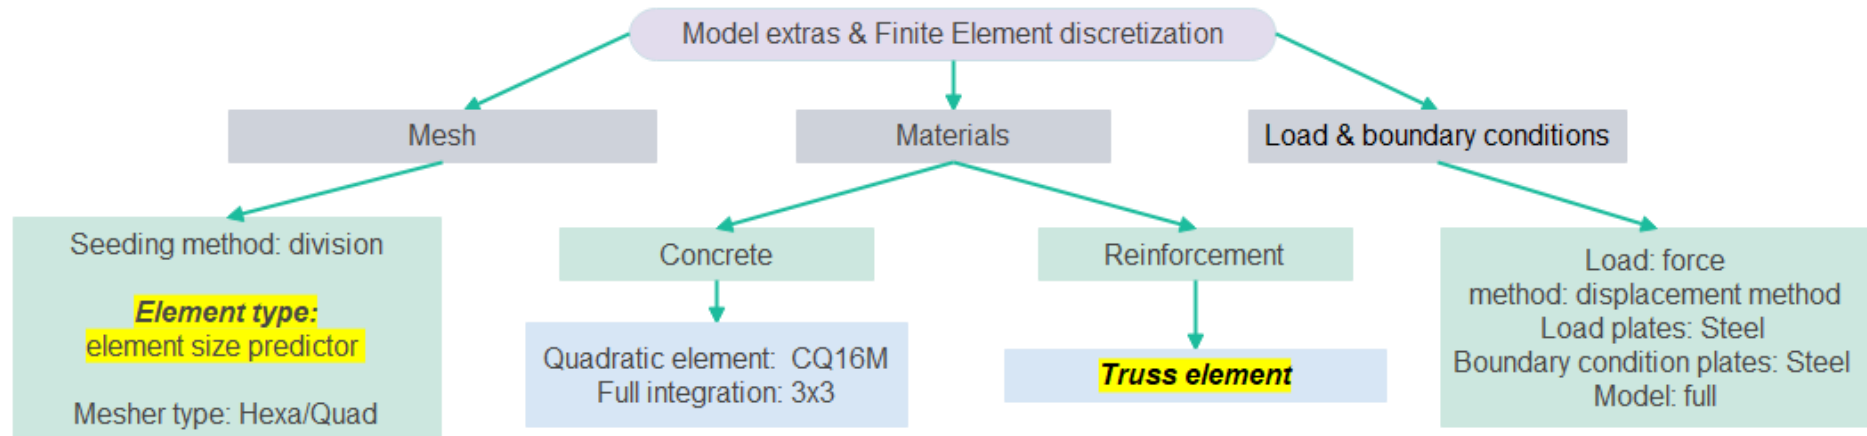 Model extras & Finite Element discretization
Mesh
Materials
Load & boundary conditions
Seeding method: division
Element type:
element size predictor
Mesher type: Hexa/Quad
Concrete
Quadratic element: CQ16M
Full integration: 3x3
Reinforcement
Truss element
Load: force
method: displacement method
Load plates: Steel
Boundary condition plates: Steel
Model: full